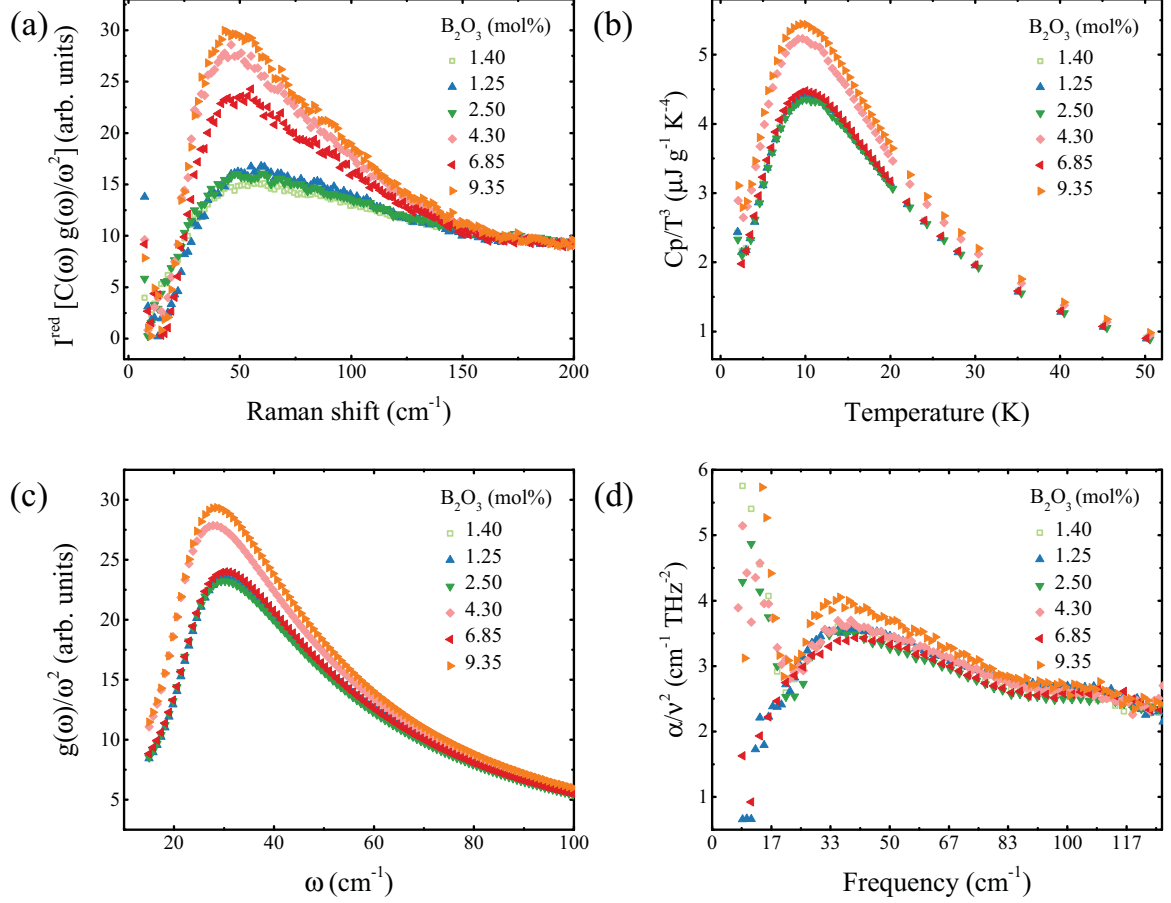 (a)
B₂O₃ (mol%)
1.40
1.25
2.50
4.30
6.85
9.35
30
25
20
15
10
5
0
I^red [C(ω) g(ω)/ω²] (arb. units)
0 50 100 150 200
Raman shift (cm⁻¹)
(b)
B₂O₃ (mol%)
1.40
1.25
2.50
4.30
6.85
9.35
5
4
3
2
1
Cp/T³ (μJ g⁻¹ K⁻⁴)
0 10 20 30 40 50
Temperature (K)
(c)
B₂O₃ (mol%)
1.40
1.25
2.50
4.30
6.85
9.35
30
25
20
15
10
5
g(ω)/ω² (arb. units)
20 40 60 80 100
ω (cm⁻¹)
(d)
B₂O₃ (mol%)
1.40
1.25
2.50
4.30
6.85
9.35
6
5
4
3
2
1
α/ν² (cm⁻¹ THz⁻²)
0 17 33 50 67 83 100 117
Frequency (cm⁻¹)